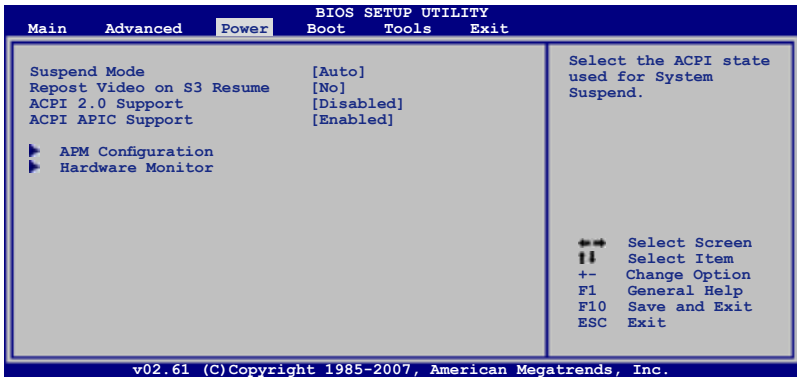 BIOS SETUP UTILITY
Main Advanced Power Boot Tools Exit
Suspend Mode [Auto]
Repost Video on S3 Resume [No]
ACPI 2.0 Support [Disabled]
ACPI APIC Support [Enabled]
APM Configuration
Hardware Monitor
Select the ACPI state
used for System
Suspend.
←→ Select Screen
↑↓ Select Item
+- Change Option
F1 General Help
F10 Save and Exit
ESC Exit
v02.61 (C)Copyright 1985-2007, American Megatrends, Inc.